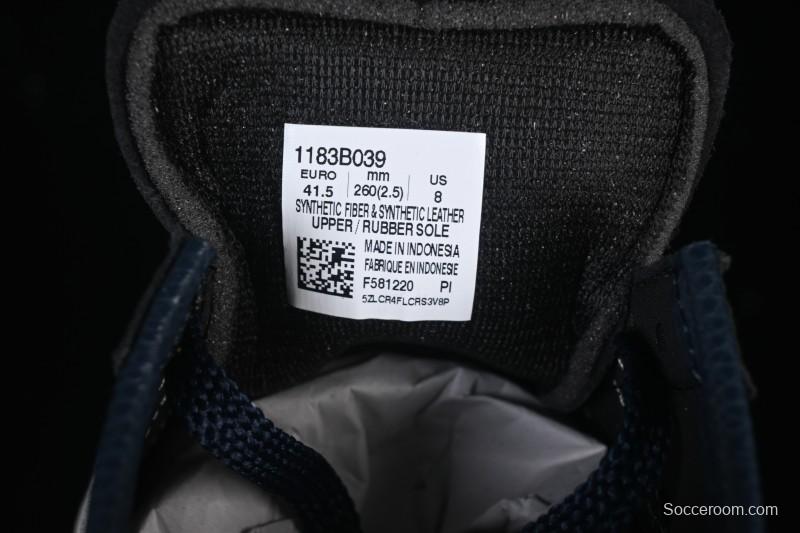 1183B039
EURO mm US
41.5 260(2.5) 8
SYNTHETIC FIBER & SYNTHETIC LEATHER
UPPER / RUBBER SOLE
MADE IN INDONESIA
FABRIQUE EN INDONESIE
F581220 PI
5ZLCR4FLCRS3V8P
Socceroom.com